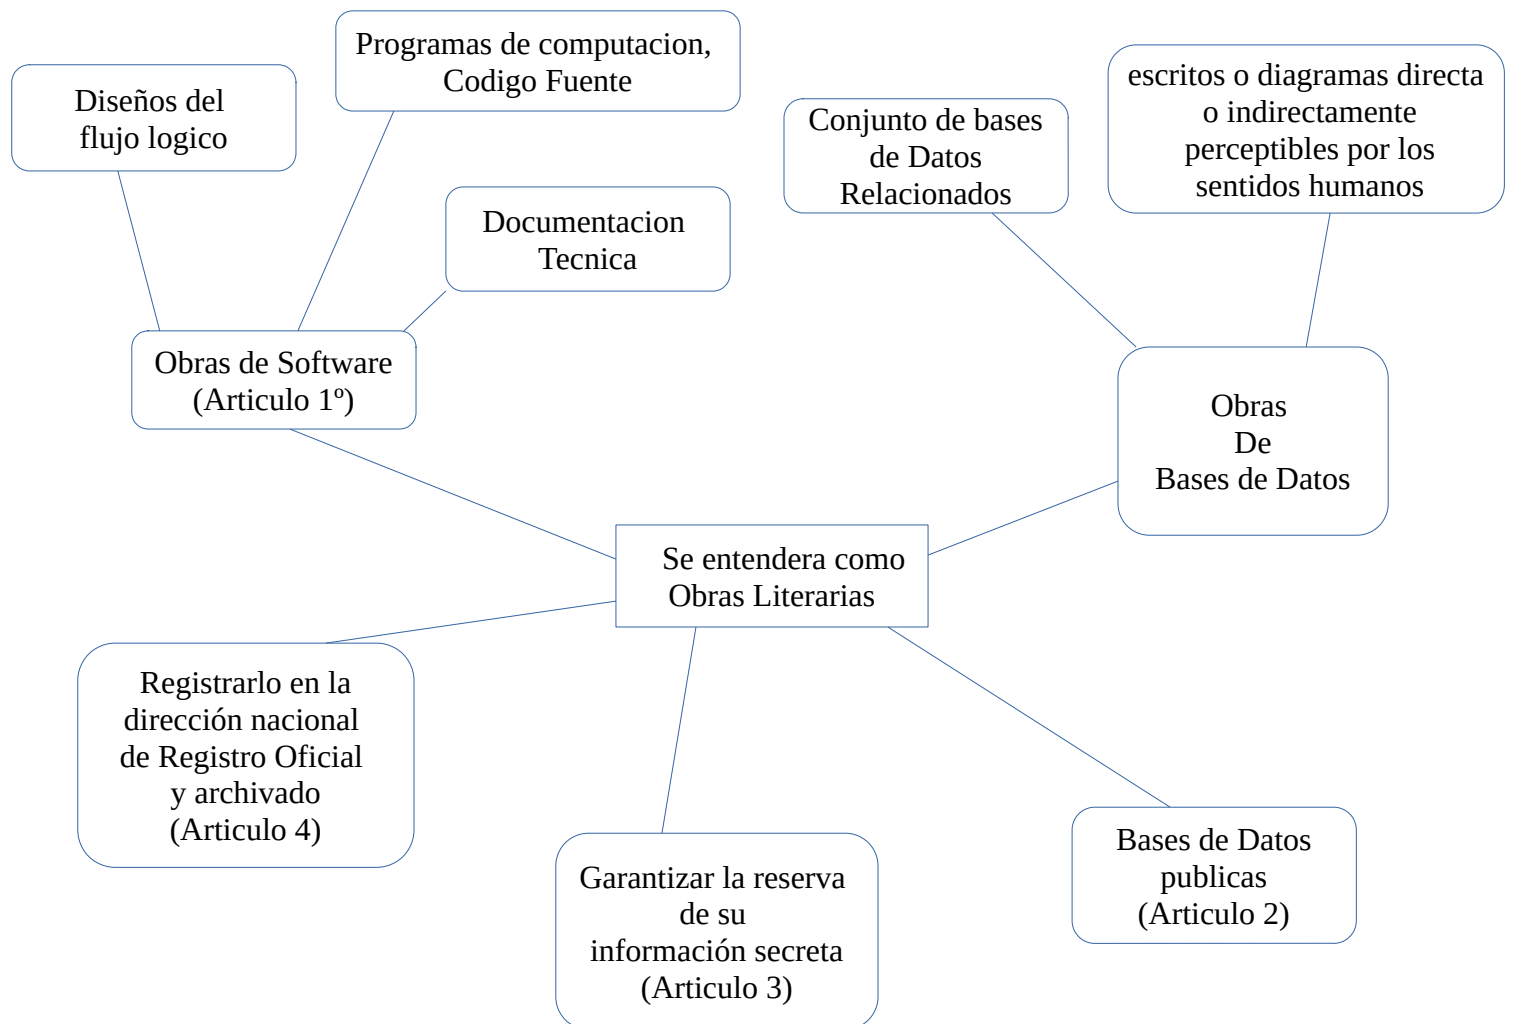 Programas de computacion,
Codigo Fuente
Diseños del
flujo logico
Documentacion
Tecnica
Obras de Software
(Articulo 1º)
Conjunto de bases
de Datos
Relacionados
escritos o diagramas directa
o indirectamente
perceptibles por los
sentidos humanos
Obras
De
Bases de Datos
Se entendera como
Obras Literarias
Registrarlo en la
dirección nacional
de Registro Oficial
y archivado
(Articulo 4)
Garantizar la reserva
de su
información secreta
(Articulo 3)
Bases de Datos
publicas
(Articulo 2)